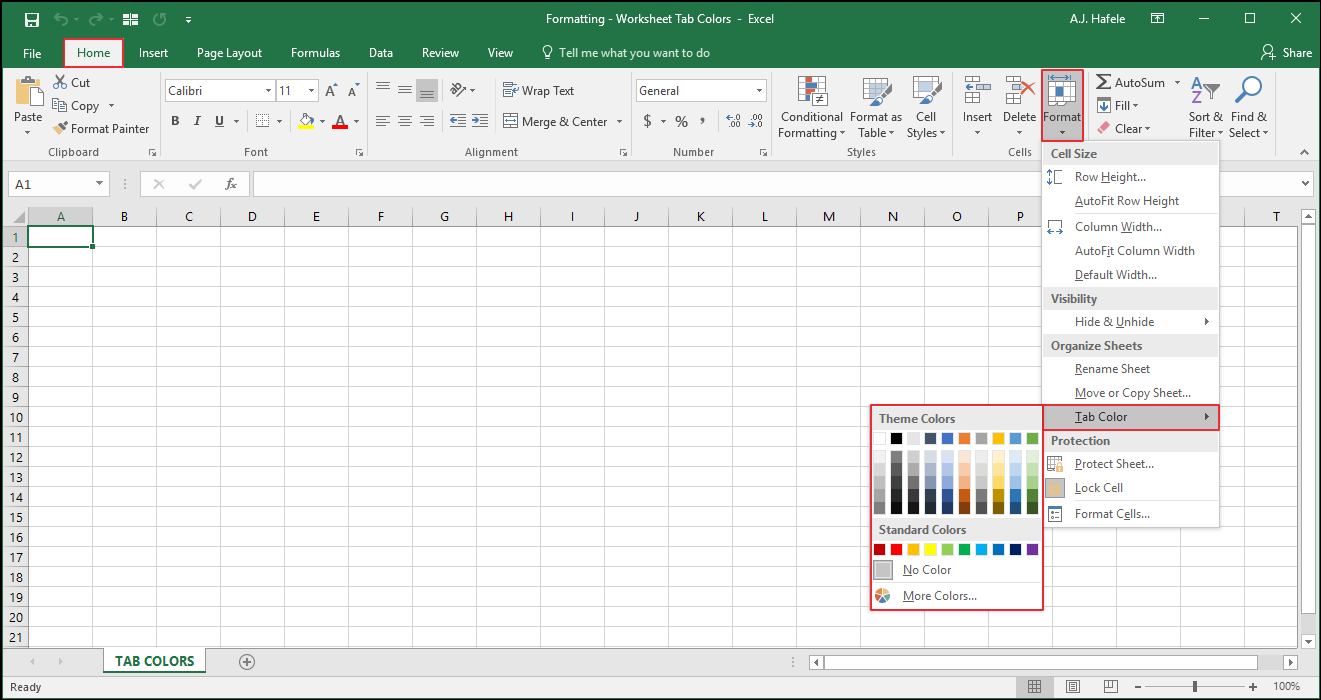 Formatting - Worksheet Tab Colors - Excel
A.J. Hafele
File Home Insert Page Layout Formulas Data Review View Tell me what you want to do Share
Paste
Cut
Copy
Format Painter
Clipboard
Calibri 11
A A
B I U A
Font
Wrap Text
Merge & Center
Alignment
General
$ % , .0 .00 .00 .0
Number
Conditional
Formatting
Format as
Table
Cell
Styles
Styles
Insert
Delete
Format
Cells
AutoSum
Fill
Clear
A
Z
Sort &
Filter
Find &
Select
A1
fx
A B C D E F G H I J K L M N O P T
1
2
3
4
5
6
7
8
9
10
11
12
13
14
15
16
17
18
19
20
21
Cell Size
Row Height...
AutoFit Row Height
Column Width...
AutoFit Column Width
Default Width...
Visibility
Hide & Unhide
Organize Sheets
Rename Sheet
Move or Copy Sheet...
Tab Color
Protection
Protect Sheet...
Lock Cell
Format Cells...
Theme Colors
Standard Colors
No Color
More Colors...
TAB COLORS
Ready
100%